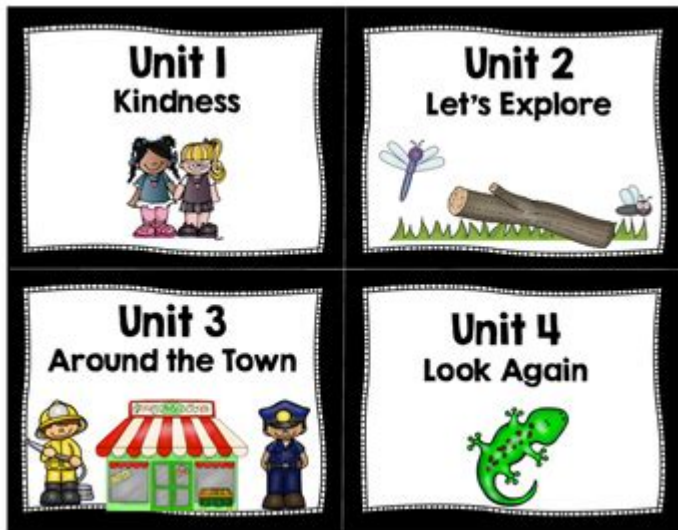 Unit 1
Kindness
Unit 2
Let's Explore
Unit 3
Around the Town
Unit 4
Look Again